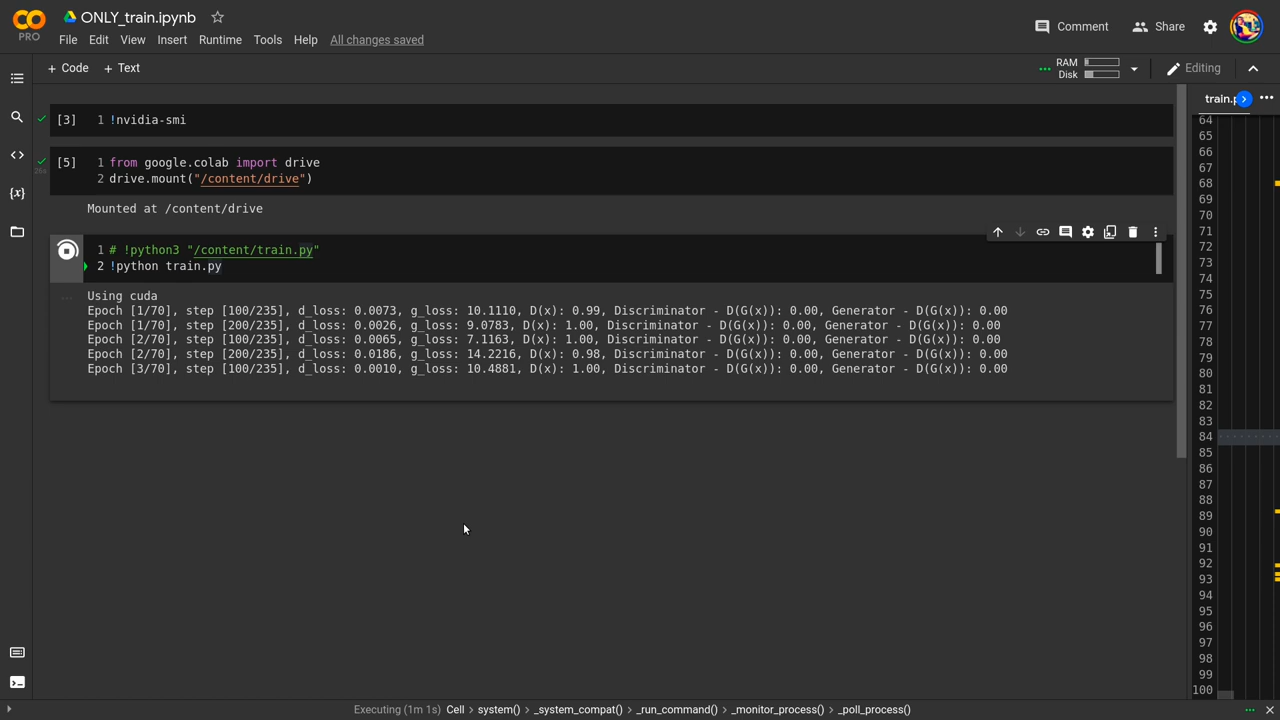 PRO
ONLY_train.ipynb
File Edit View Insert Runtime Tools Help All changes saved
Comment Share
+ Code + Text
RAM
Disk
Editing
train.p
[3] 1 !nvidia-smi
[5] 1 from google.colab import drive
26s
2 drive.mount("/content/drive")
Mounted at /content/drive
1 # !python3 "/content/train.py"
2 !python train.py
Using cuda
Epoch [1/70], step [100/235], d_loss: 0.0073, g_loss: 10.1110, D(x): 0.99, Discriminator - D(G(x)): 0.00, Generator - D(G(x)): 0.00
Epoch [1/70], step [200/235], d_loss: 0.0026, g_loss: 9.0783, D(x): 1.00, Discriminator - D(G(x)): 0.00, Generator - D(G(x)): 0.00
Epoch [2/70], step [100/235], d_loss: 0.0065, g_loss: 7.1163, D(x): 1.00, Discriminator - D(G(x)): 0.00, Generator - D(G(x)): 0.00
Epoch [2/70], step [200/235], d_loss: 0.0186, g_loss: 14.2216, D(x): 0.98, Discriminator - D(G(x)): 0.00, Generator - D(G(x)): 0.00
Epoch [3/70], step [100/235], d_loss: 0.0010, g_loss: 10.4881, D(x): 1.00, Discriminator - D(G(x)): 0.00, Generator - D(G(x)): 0.00
64
65
66
67
68
69
70
71
72
73
74
75
76
77
78
79
80
81
82
83
84
85
86
87
88
89
90
91
92
93
94
95
96
97
98
99
100
{x}
Executing (1m 1s) Cell > system() > _system_compat() > _run_command() > _monitor_process() > _poll_process()